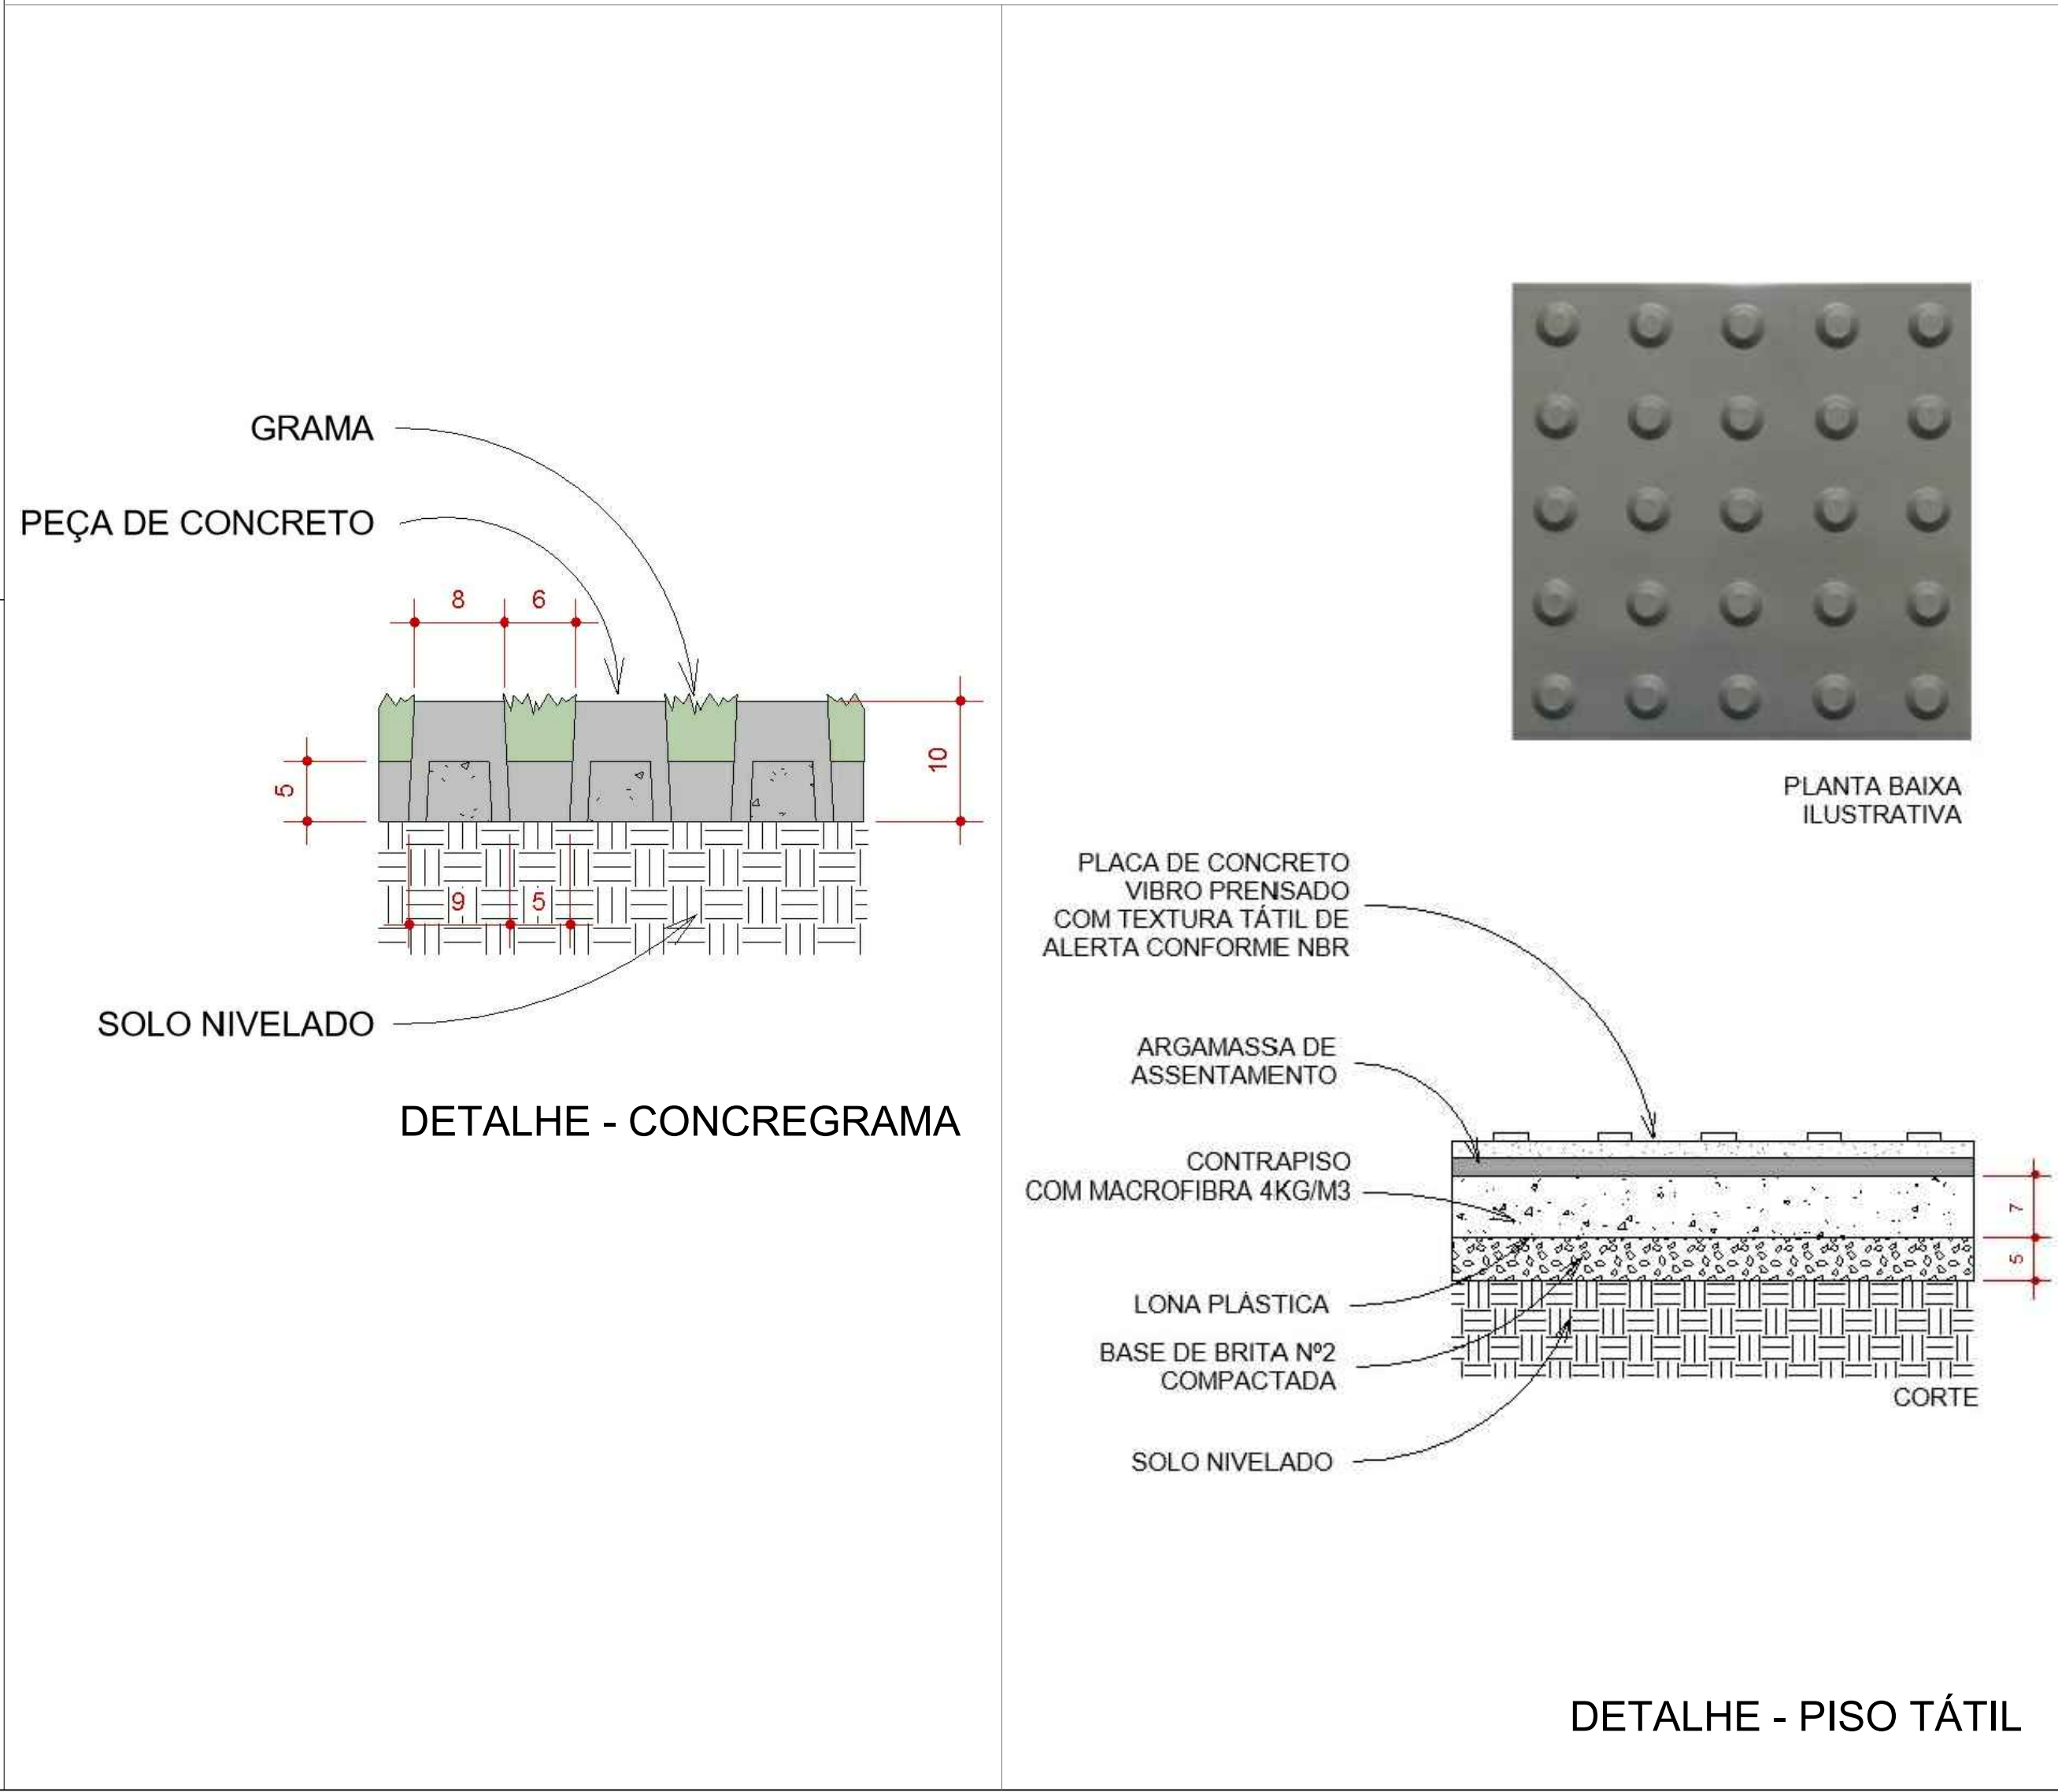 GRAMA
PEÇA DE CONCRETO
8
6
5
10
9
5
SOLO NIVELADO
DETALHE - CONCREGRAMA
PLANTA BAIXA
ILUSTRATIVA
PLACA DE CONCRETO
VIBRO PRENSADO
COM TEXTURA TÁTIL DE
ALERTA CONFORME NBR
ARGAMASSA DE
ASSENTAMENTO
CONTRAPISO
COM MACROFIBRA 4KG/M3
7
5
LONA PLÁSTICA
BASE DE BRITA Nº2
COMPACTADA
CORTE
SOLO NIVELADO
DETALHE - PISO TÁTIL